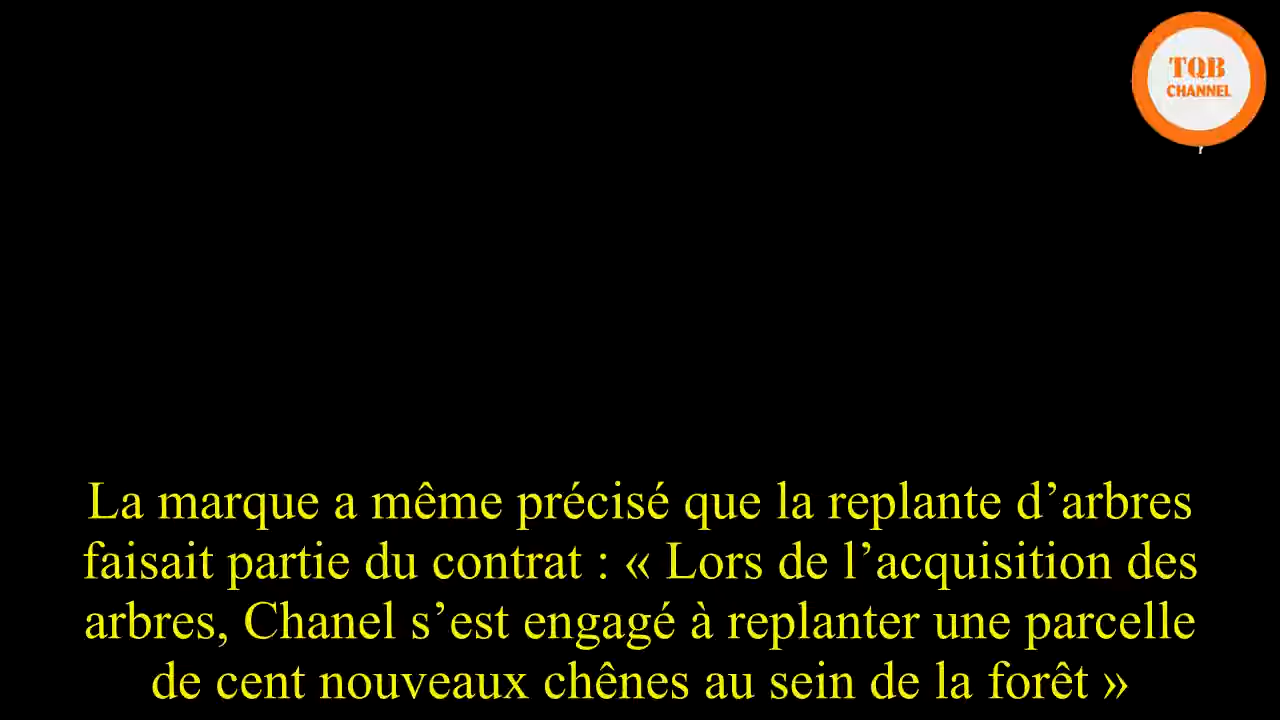 TQB
CHANNEL
La marque a même précisé que la replante d’arbres
faisait partie du contrat : « Lors de l’acquisition des
arbres, Chanel s’est engagé à replanter une parcelle
de cent nouveaux chênes au sein de la forêt »